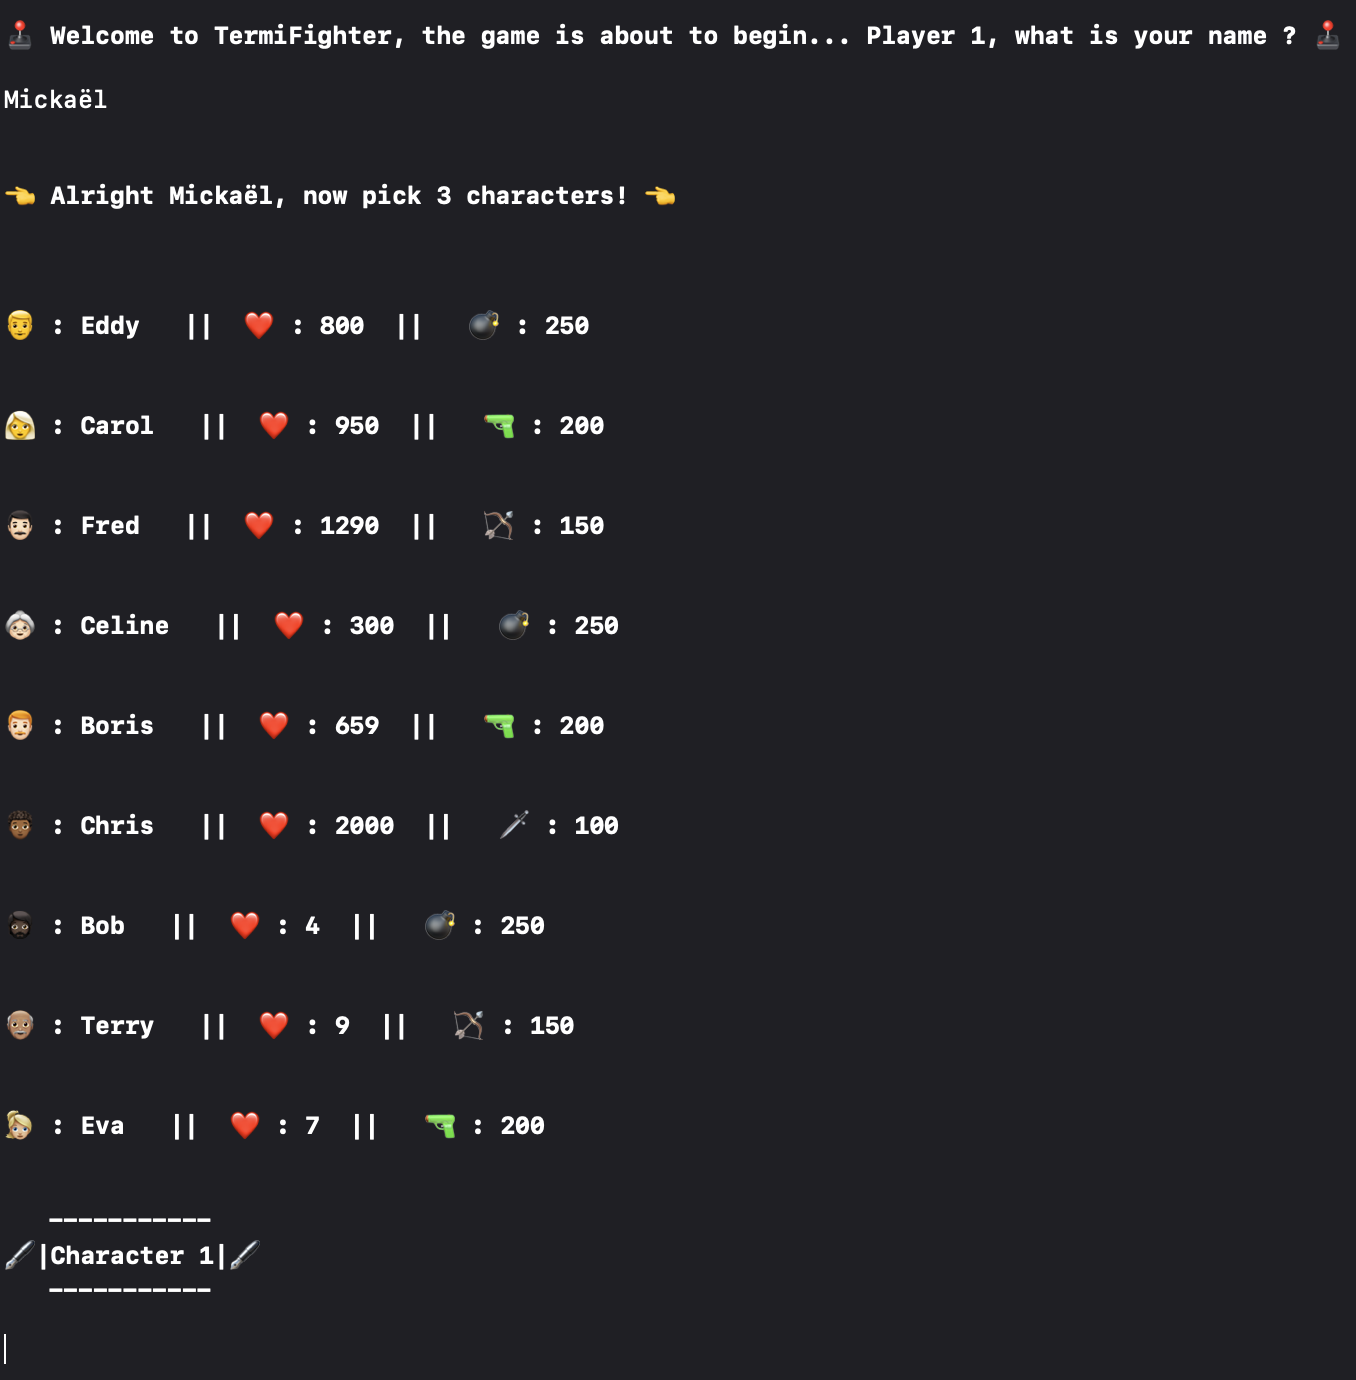 🕹️ Welcome to TermiFighter, the game is about to begin... Player 1, what is your name ? 🕹️
Mickaël
👈 Alright Mickaël, now pick 3 characters! 👈
👨 : Eddy || ❤️ : 800 || 💣 : 250
👩‍🦳 : Carol || ❤️ : 950 || 🔫 : 200
👨🏻 : Fred || ❤️ : 1290 || 🏹 : 150
👵🏻 : Celine || ❤️ : 300 || 💣 : 250
👨🏼 : Boris || ❤️ : 659 || 🔫 : 200
👨🏾‍🦱 : Chris || ❤️ : 2000 || 🗡️ : 100
🧔🏿 : Bob || ❤️ : 4 || 💣 : 250
👴🏽 : Terry || ❤️ : 9 || 🏹 : 150
👱🏼‍♀️ : Eva || ❤️ : 7 || 🔫 : 200
-----------
🖋️|Character 1|🖋️
-----------